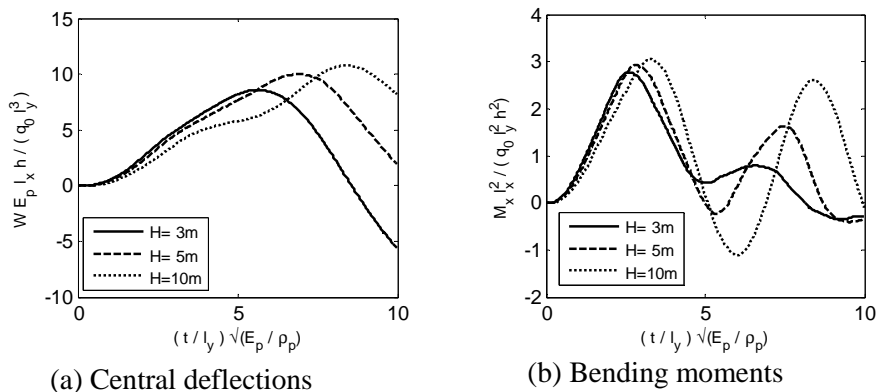 15
10
5
0
-5
-10
W E_p l_x h / ( q_0 l_y^3 )
H= 3m
H= 5m
H=10m
0 5 10
( t / l_y ) √(E_p / ρ_p)
(a) Central deflections
4
3
2
1
0
-1
-2
M_x l_x^2 / ( q_0 l_y^2 h^2 )
H= 3m
H= 5m
H=10m
0 5 10
( t / l_y ) √(E_p / ρ_p)
(b) Bending moments